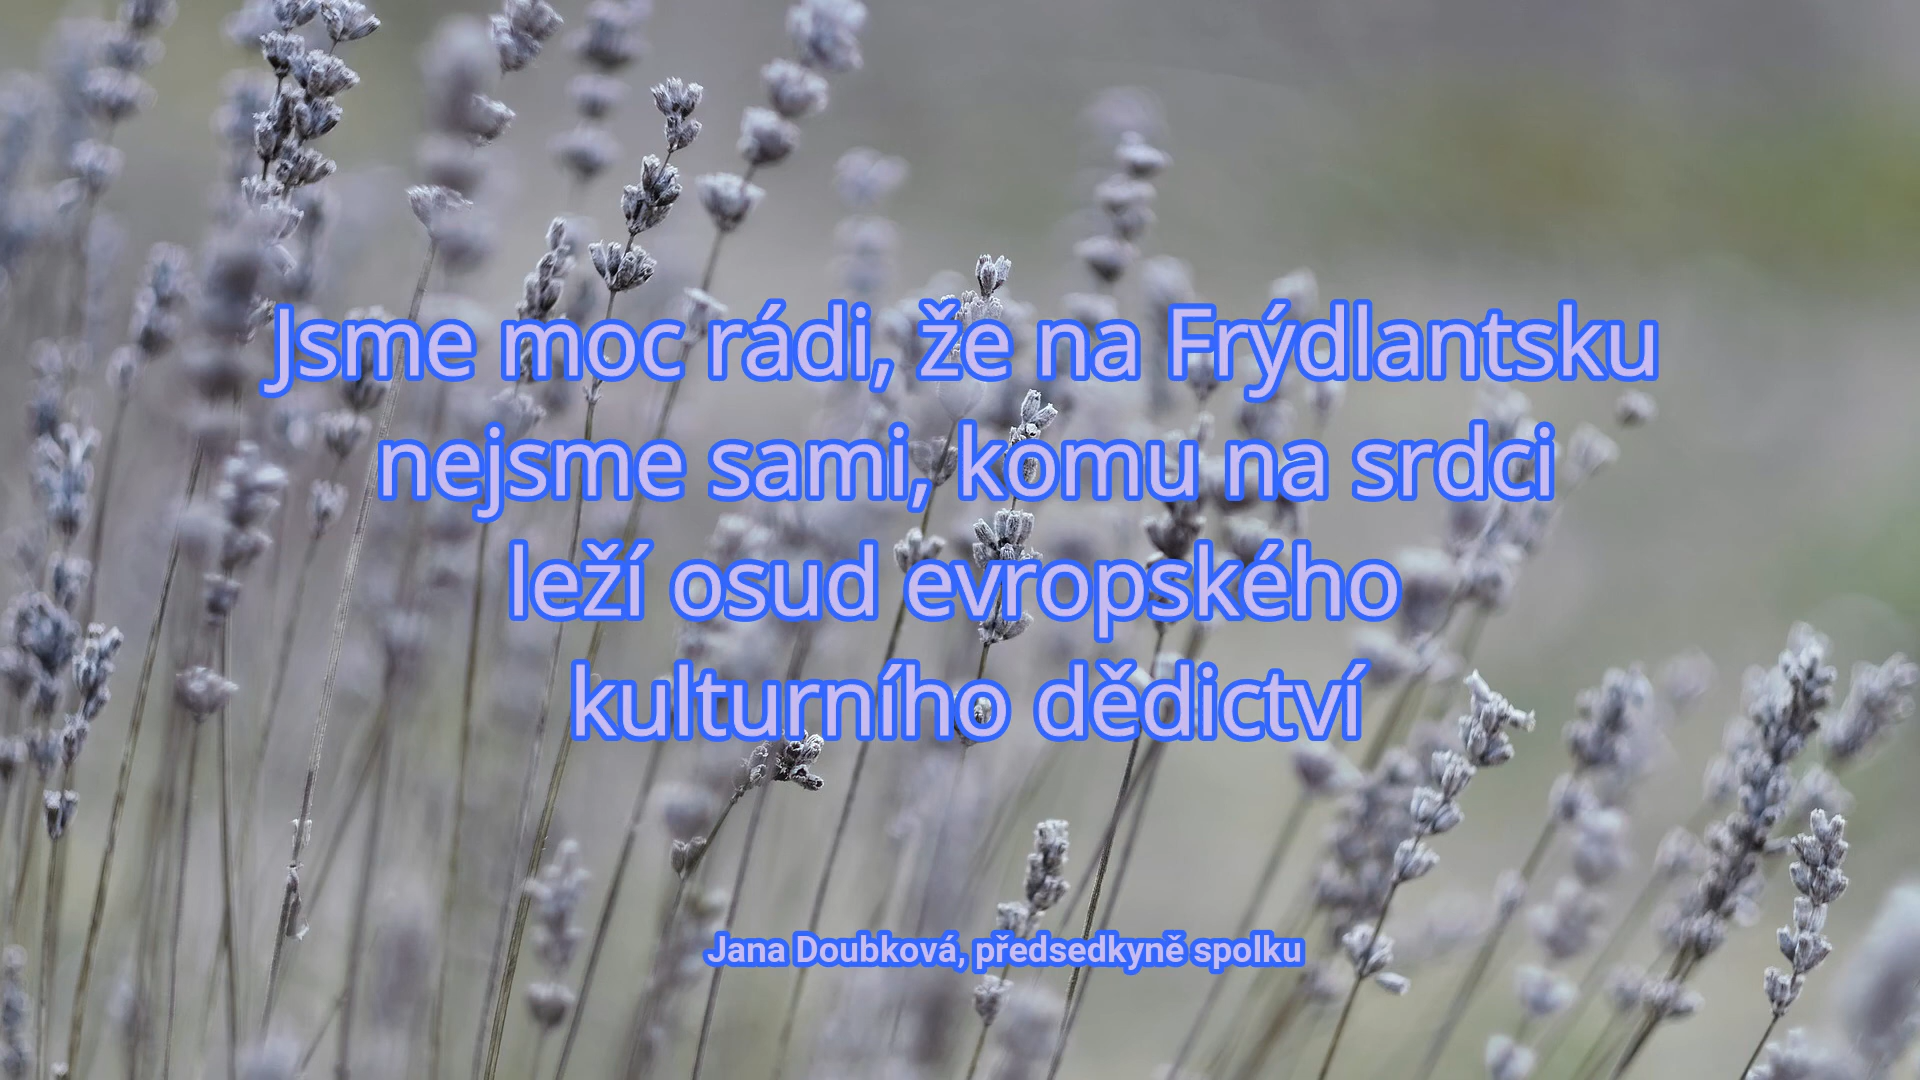 Jsme moc rádi, že na Frýdlantsku
nejsme sami, komu na srdci
leží osud evropského
kulturního dědictví
Jana Doubková, předsedkyně spolku